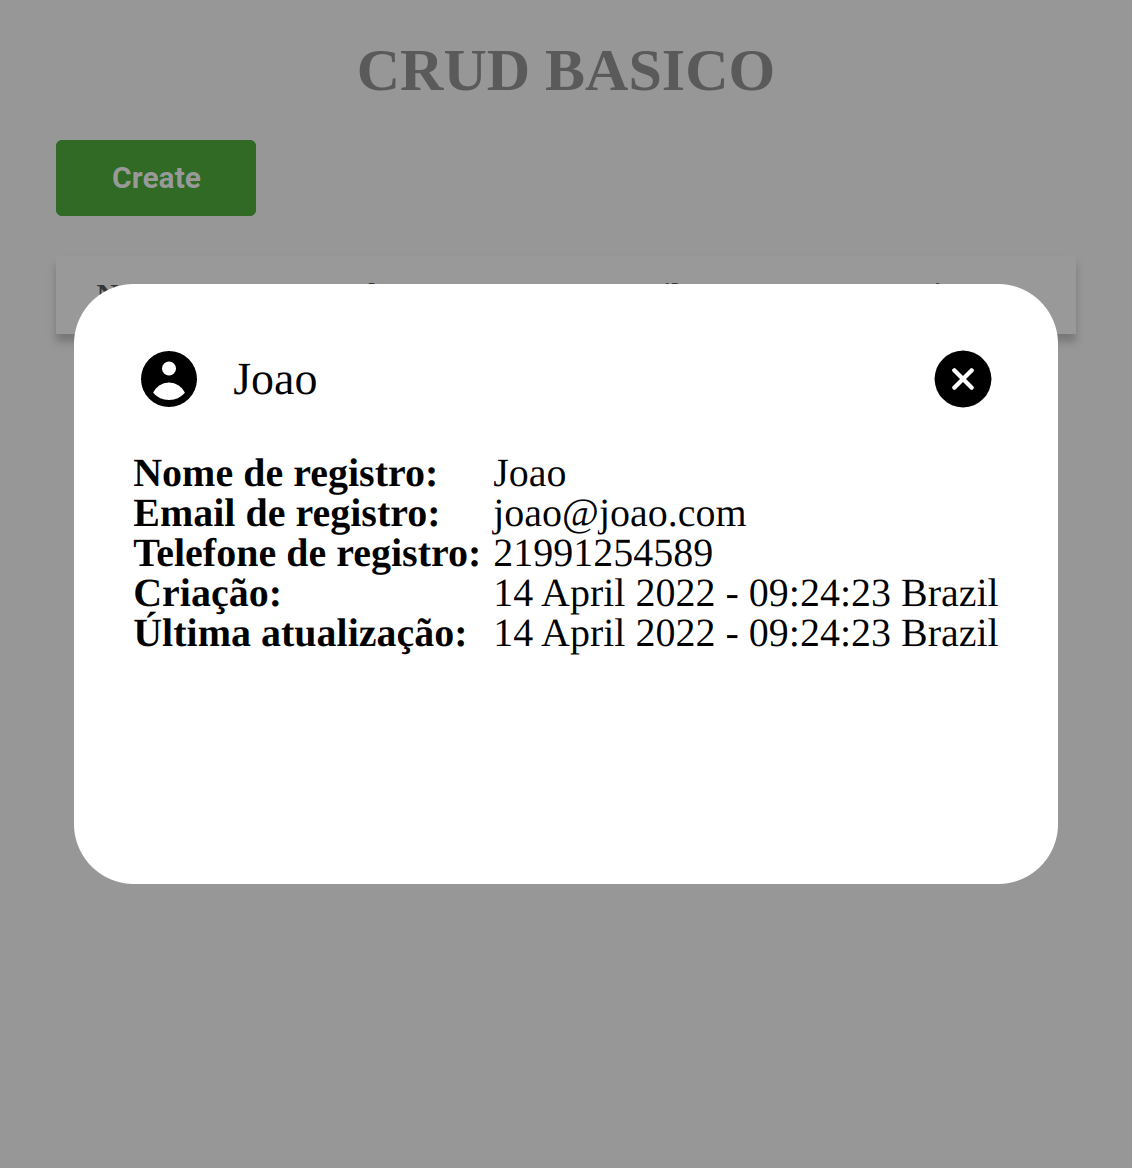 CRUD BASICO
Create
Joao
Nome de registro: Joao
Email de registro: joao@joao.com
Telefone de registro: 21991254589
Criação: 14 April 2022 - 09:24:23 Brazil
Última atualização: 14 April 2022 - 09:24:23 Brazil